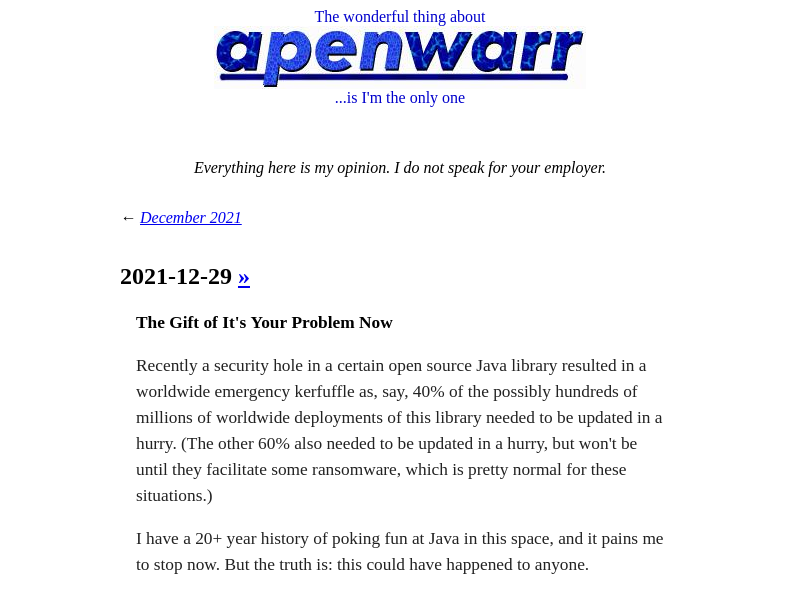 The wonderful thing about
apenwarr
...is I'm the only one
Everything here is my opinion. I do not speak for your employer.
← December 2021
2021-12-29 »
The Gift of It's Your Problem Now
Recently a security hole in a certain open source Java library resulted in a
worldwide emergency kerfuffle as, say, 40% of the possibly hundreds of
millions of worldwide deployments of this library needed to be updated in a
hurry. (The other 60% also needed to be updated in a hurry, but won't be
until they facilitate some ransomware, which is pretty normal for these
situations.)
I have a 20+ year history of poking fun at Java in this space, and it pains me
to stop now. But the truth is: this could have happened to anyone.